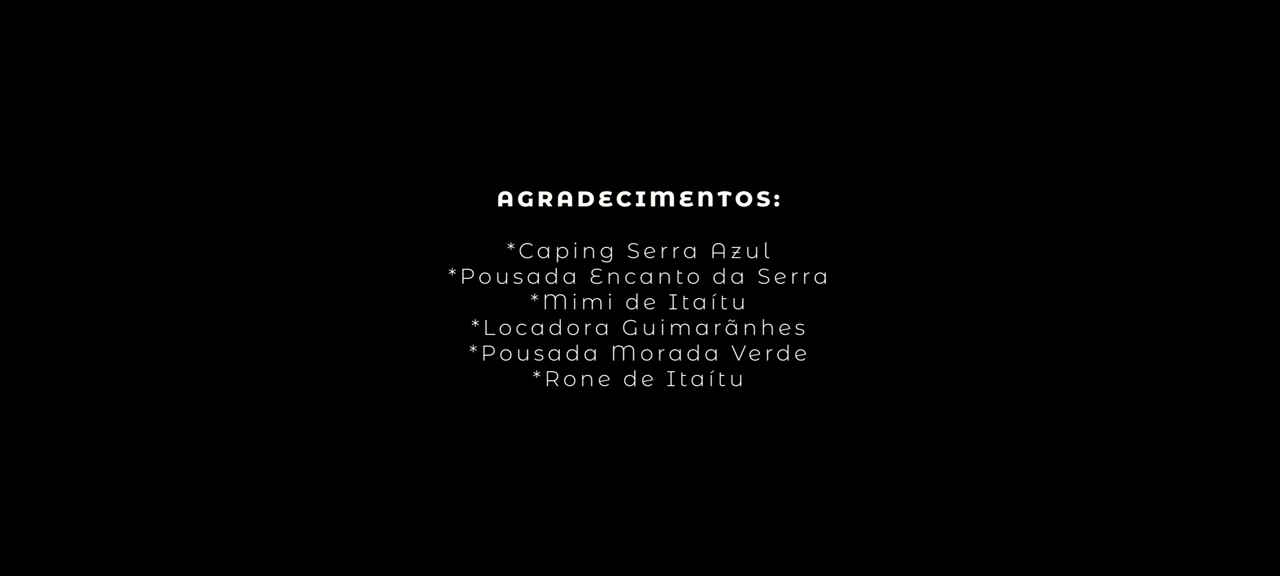 AGRADECIMENTOS:
*Caping Serra Azul
*Pousada Encanto da Serra
*Mimi de Itaítu
*Locadora Guimarãnhes
*Pousada Morada Verde
*Rone de Itaítu